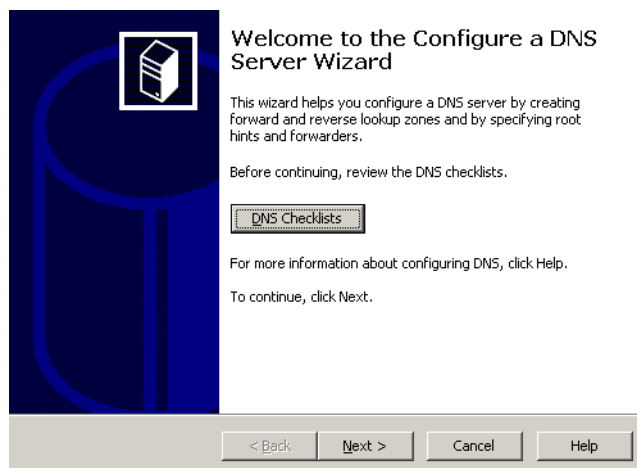 Welcome to the Configure a DNS
Server Wizard
This wizard helps you configure a DNS server by creating
forward and reverse lookup zones and by specifying root
hints and forwarders.
Before continuing, review the DNS checklists.
DNS Checklists
For more information about configuring DNS, click Help.
To continue, click Next.
< Back Next > Cancel Help